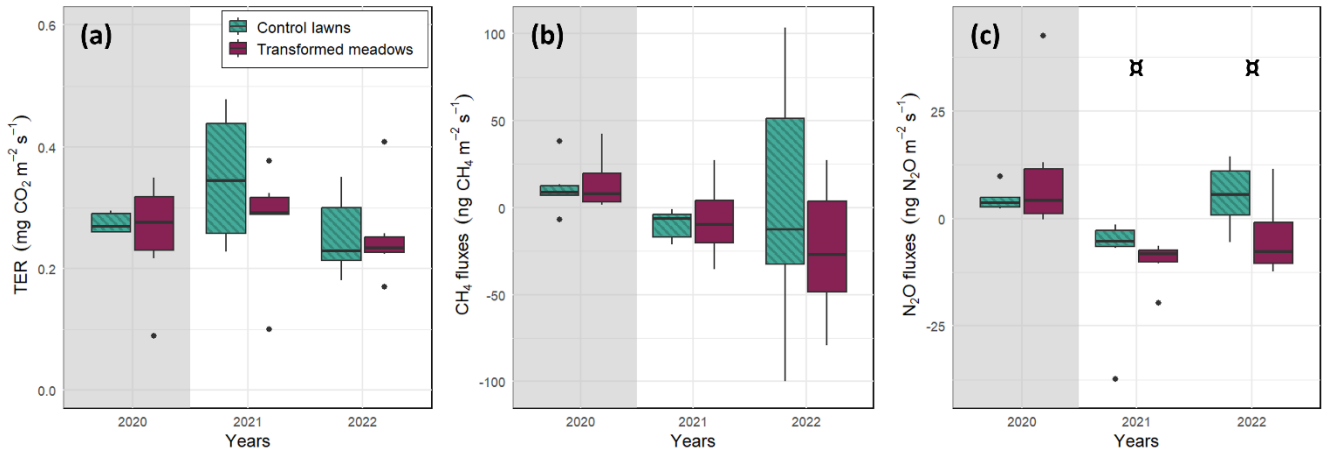 (a)
Control lawns
Transformed meadows
TER (mg CO₂ m⁻² s⁻¹)
0.6
0.4
0.2
0.0
2020 2021 2022
Years
(b)
CH₄ fluxes (ng CH₄ m⁻² s⁻¹)
100
50
0
-50
-100
2020 2021 2022
Years
(c)
¤ ¤
N₂O fluxes (ng N₂O m⁻² s⁻¹)
25
0
-25
2020 2021 2022
Years